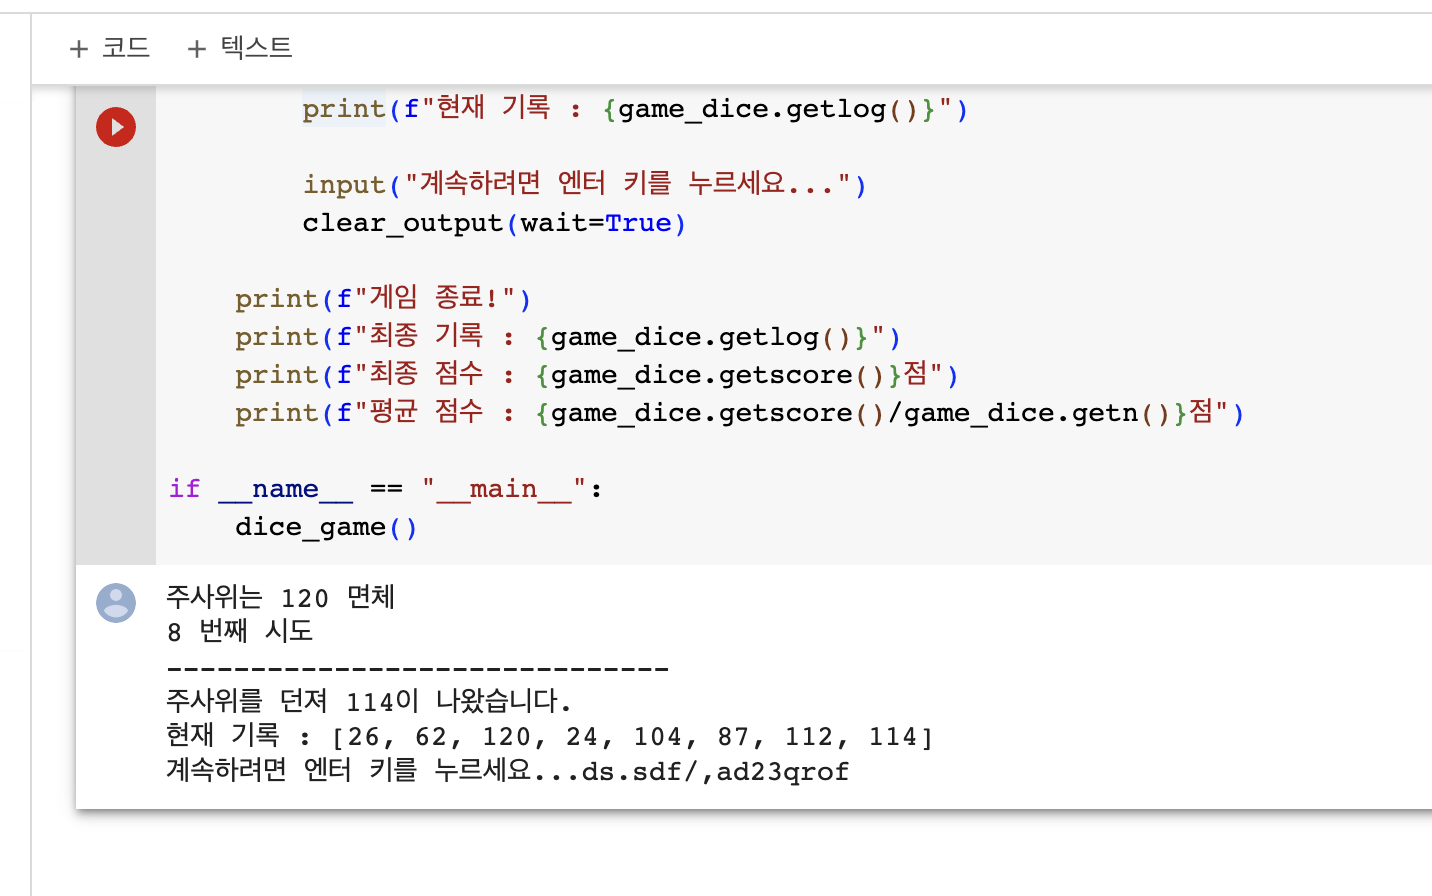 + 코드 + 텍스트
print(f"현재 기록 : {game_dice.getlog()}")
input("계속하려면 엔터 키를 누르세요...")
clear_output(wait=True)
print(f"게임 종료!")
print(f"최종 기록 : {game_dice.getlog()}")
print(f"최종 점수 : {game_dice.getscore()}점")
print(f"평균 점수 : {game_dice.getscore()/game_dice.getn()}점")
if __name__ == "__main__":
dice_game()
주사위는 120 면체
8 번째 시도
------------------------------
주사위를 던져 114이 나왔습니다.
현재 기록 : [26, 62, 120, 24, 104, 87, 112, 114]
계속하려면 엔터 키를 누르세요...ds.sdf/,ad23qrof